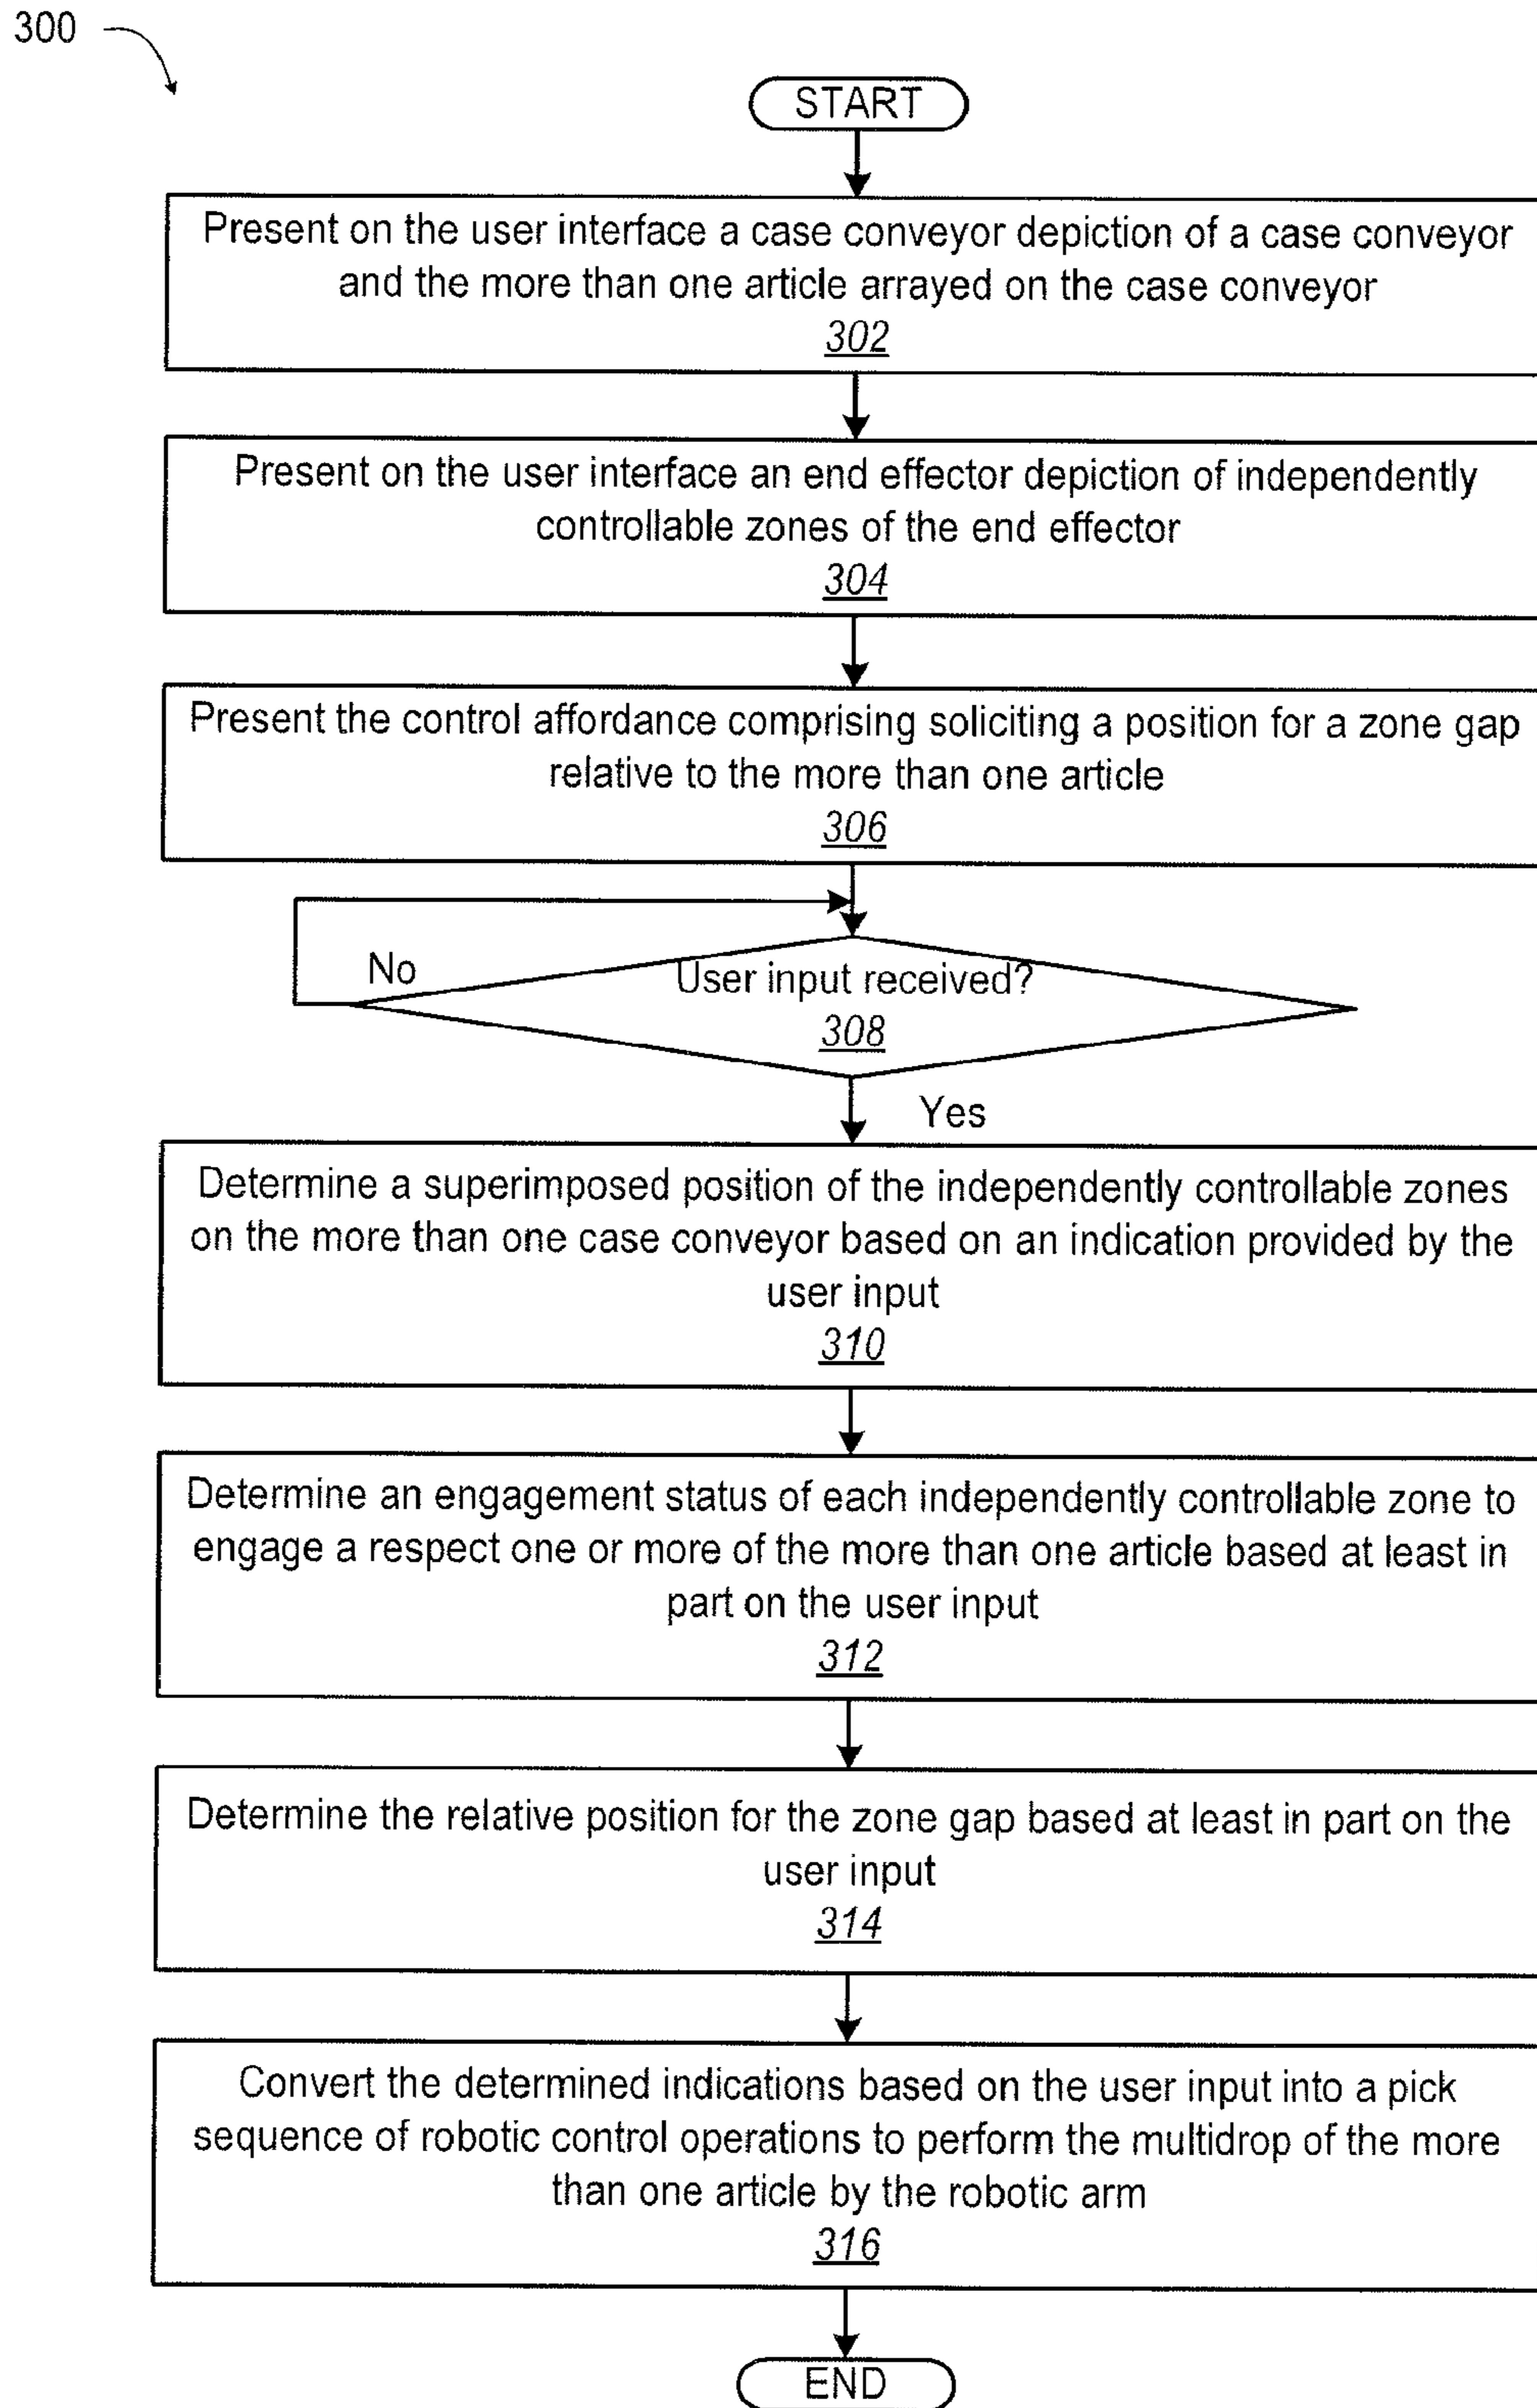 300
START
Present on the user interface a case conveyor depiction of a case conveyor
and the more than one article arrayed on the case conveyor
302
Present on the user interface an end effector depiction of independently
controllable zones of the end effector
304
Present the control affordance comprising soliciting a position for a zone gap
relative to the more than one article
306
No
User input received?
308
Yes
Determine a superimposed position of the independently controllable zones
on the more than one case conveyor based on an indication provided by the
user input
310
Determine an engagement status of each independently controllable zone to
engage a respect one or more of the more than one article based at least in
part on the user input
312
Determine the relative position for the zone gap based at least in part on the
user input
314
Convert the determined indications based on the user input into a pick
sequence of robotic control operations to perform the multidrop of the more
than one article by the robotic arm
316
END